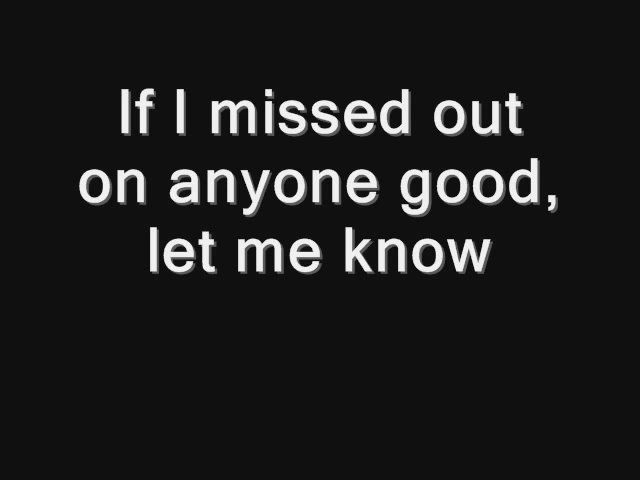 If I missed out
on anyone good,
let me know